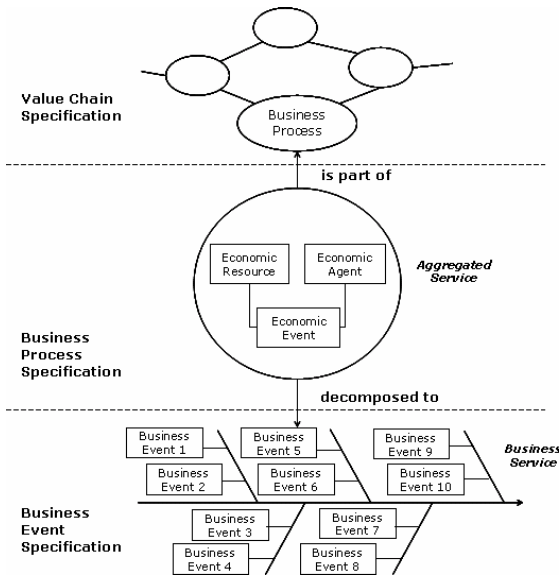 Value Chain
Specification
Business
Process
is part of
Economic
Resource
Economic
Agent
Economic
Event
Aggregated
Service
Business
Process
Specification
decomposed to
Business
Event 1
Business
Event 2
Business
Event 5
Business
Event 6
Business
Event 9
Business
Event 10
Business
Service
Business
Event
Specification
Business
Event 3
Business
Event 4
Business
Event 7
Business
Event 8